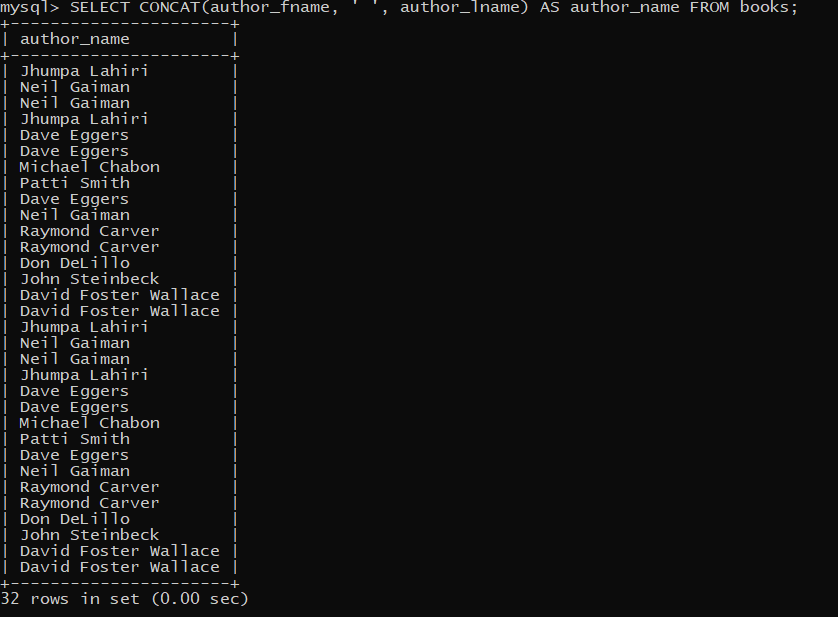 mysql> SELECT CONCAT(author_fname, ' ', author_lname) AS author_name FROM books;
+----------------------+
| author_name          |
+----------------------+
| Jhumpa Lahiri        |
| Neil Gaiman          |
| Neil Gaiman          |
| Jhumpa Lahiri        |
| Dave Eggers          |
| Dave Eggers          |
| Michael Chabon       |
| Patti Smith          |
| Dave Eggers          |
| Neil Gaiman          |
| Raymond Carver       |
| Raymond Carver       |
| Don DeLillo          |
| John Steinbeck       |
| David Foster Wallace |
| David Foster Wallace |
| Jhumpa Lahiri        |
| Neil Gaiman          |
| Neil Gaiman          |
| Jhumpa Lahiri        |
| Dave Eggers          |
| Dave Eggers          |
| Michael Chabon       |
| Patti Smith          |
| Dave Eggers          |
| Neil Gaiman          |
| Raymond Carver       |
| Raymond Carver       |
| Don DeLillo          |
| John Steinbeck       |
| David Foster Wallace |
| David Foster Wallace |
+----------------------+
32 rows in set (0.00 sec)